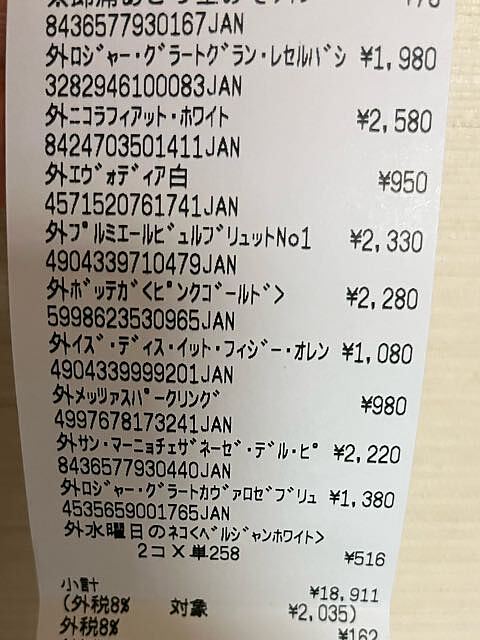 8436577930167JAN
外ロジャー・グラートグラン・レセルバシ ¥1,980
3282946100083JAN
外ニコラフィアット・ホワイト ¥2,580
8424703501411JAN
外エヴォディア白 ¥950
4571520761741JAN
外プルミエールビュルブリュットNo1 ¥2,330
4904339710479JAN
外ボッテガ<ピンクゴールド> ¥2,280
5998623530965JAN
外イズ・ディス・イット・フィジー・オレン ¥1,080
4904339999201JAN
外メッツァスパークリング ¥980
4997678173241JAN
外サン・マーニョチェザネーゼ・デル・ピ ¥2,220
8436577930440JAN
外ロジャー・グラートカヴァロゼブリュ ¥1,380
4535659001765JAN
外水曜日のネコ<ベルジャンホワイト>
2コ X 単258 ¥516
小計 ¥18,911
(外税8% 対象 ¥2,035)
外税8% ¥162